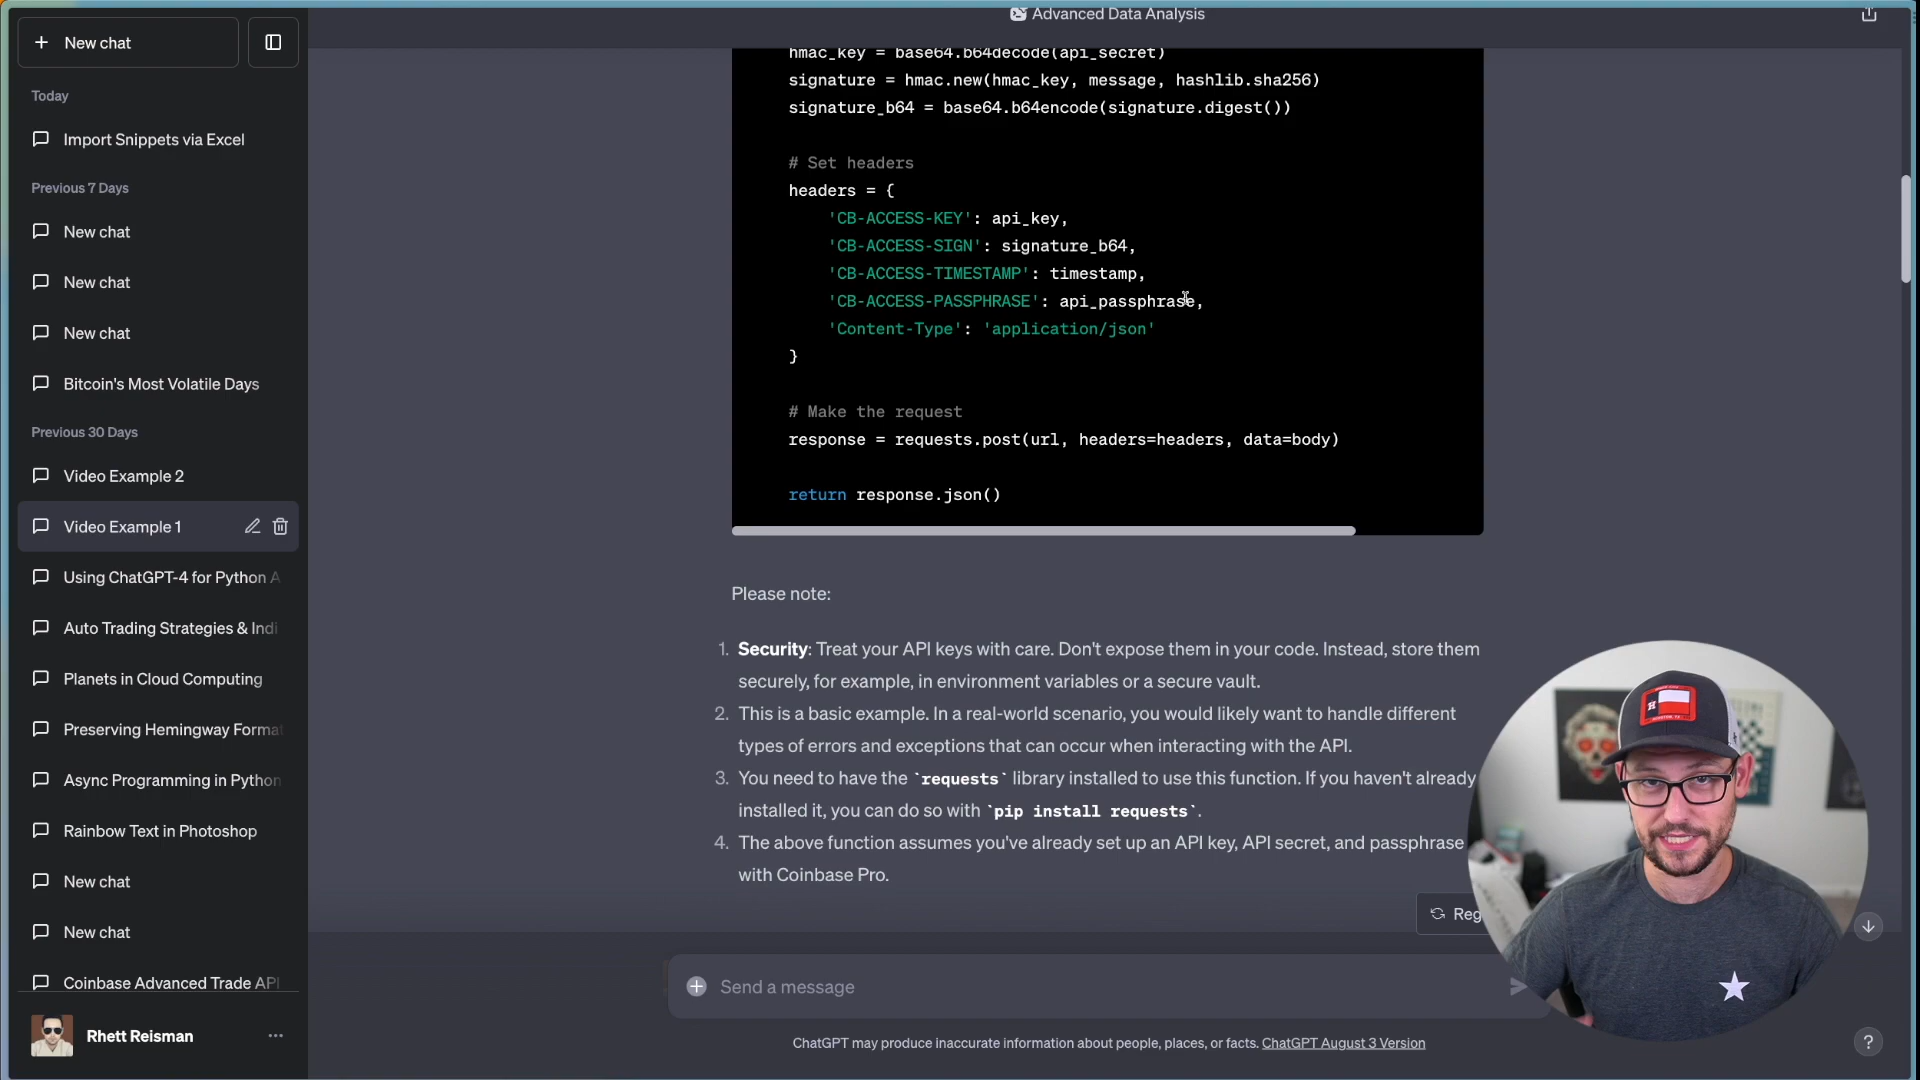 New chat
Today
Import Snippets via Excel
Previous 7 Days
New chat
New chat
New chat
Bitcoin's Most Volatile Days
Previous 30 Days
Video Example 2
Video Example 1
Using ChatGPT-4 for Python A
Auto Trading Strategies & Indi
Planets in Cloud Computing
Preserving Hemingway Format
Async Programming in Python
Rainbow Text in Photoshop
New chat
New chat
Coinbase Advanced Trade API
Rhett Reisman
Advanced Data Analysis
hmac_key = base64.b64decode(api_secret)
signature = hmac.new(hmac_key, message, hashlib.sha256)
signature_b64 = base64.b64encode(signature.digest())
# Set headers
headers = {
'CB-ACCESS-KEY': api_key,
'CB-ACCESS-SIGN': signature_b64,
'CB-ACCESS-TIMESTAMP': timestamp,
'CB-ACCESS-PASSPHRASE': api_passphrase,
'Content-Type': 'application/json'
}
# Make the request
response = requests.post(url, headers=headers, data=body)
return response.json()
Please note:
1. Security: Treat your API keys with care. Don't expose them in your code. Instead, store them
securely, for example, in environment variables or a secure vault.
2. This is a basic example. In a real-world scenario, you would likely want to handle different
types of errors and exceptions that can occur when interacting with the API.
3. You need to have the `requests` library installed to use this function. If you haven't already
installed it, you can do so with `pip install requests`.
4. The above function assumes you've already set up an API key, API secret, and passphrase
with Coinbase Pro.
Reg
Send a message
ChatGPT may produce inaccurate information about people, places, or facts. ChatGPT August 3 Version
?